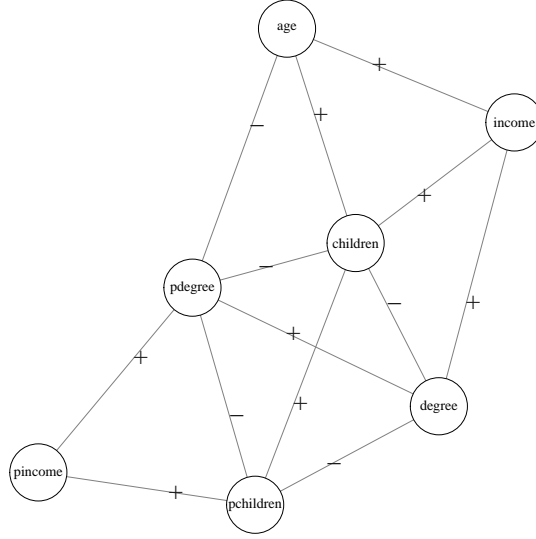 age
+
income
−
+
+
children
−
pdegree
−
+
+
+
+
degree
−
−
pincome
+
pchildren